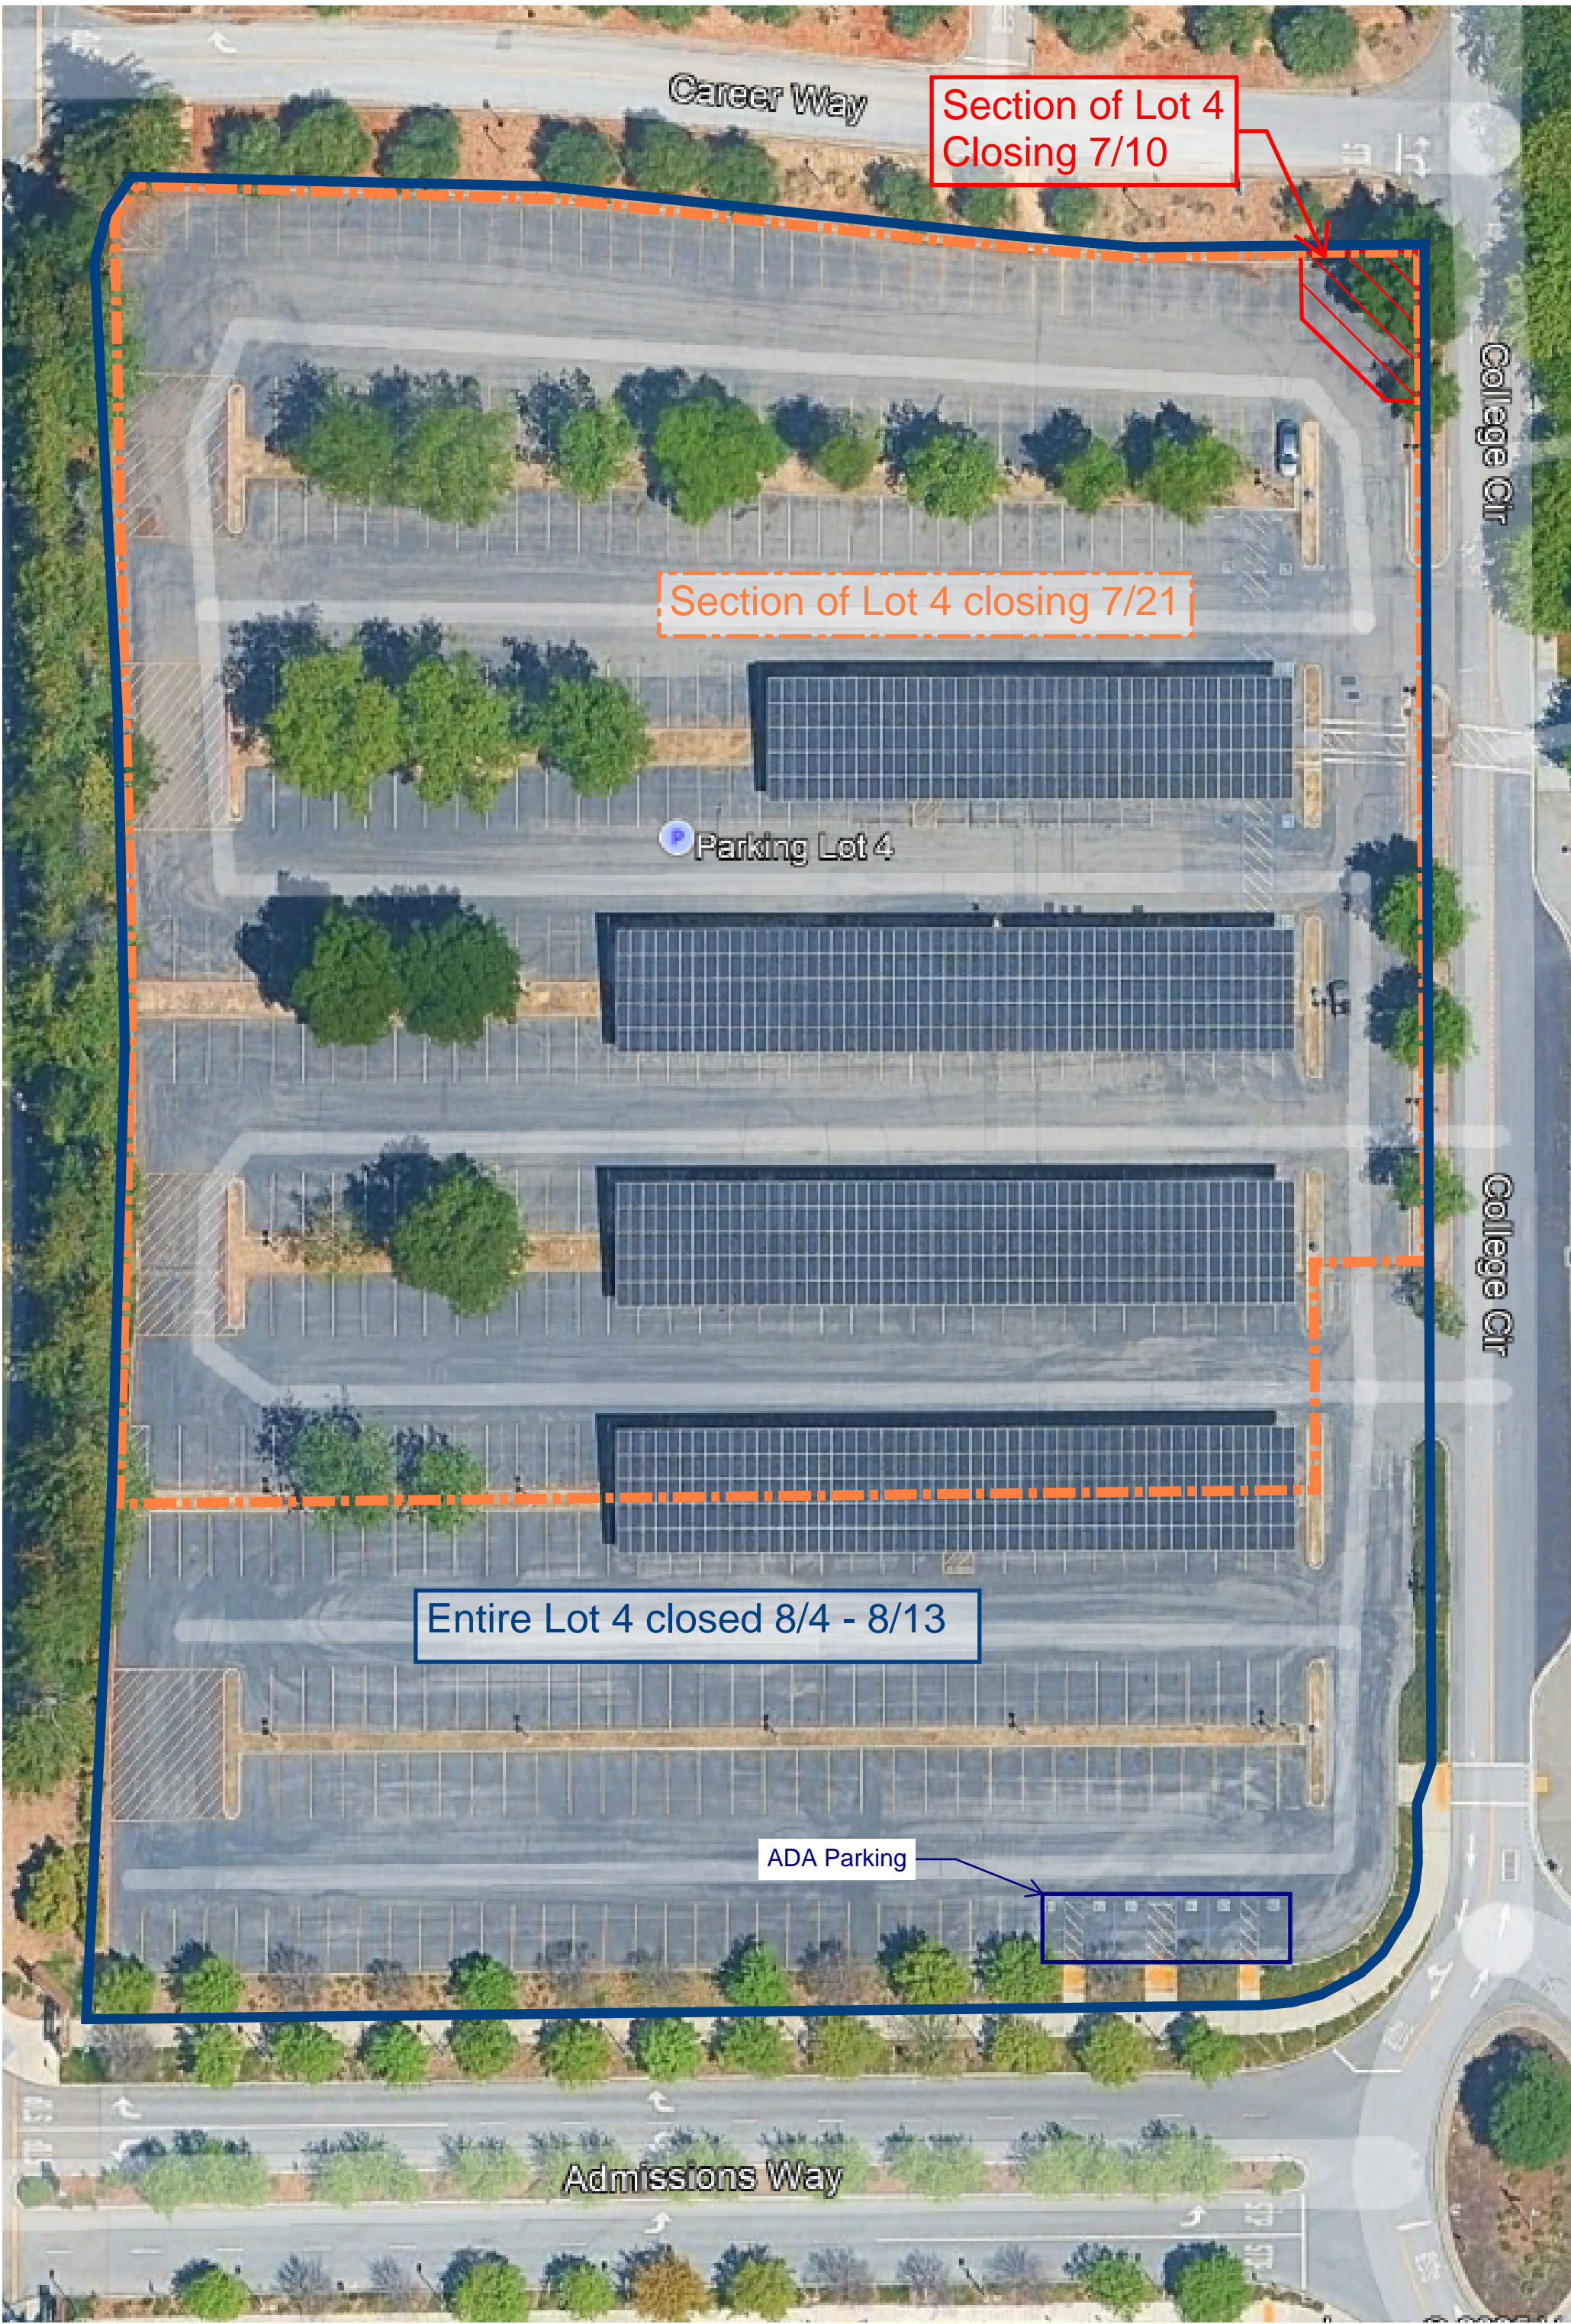 Career Way
Section of Lot 4
Closing 7/10
College Cir
Section of Lot 4 closing 7/21
P
Parking Lot 4
College Cir
Entire Lot 4 closed 8/4 - 8/13
ADA Parking
Admissions Way